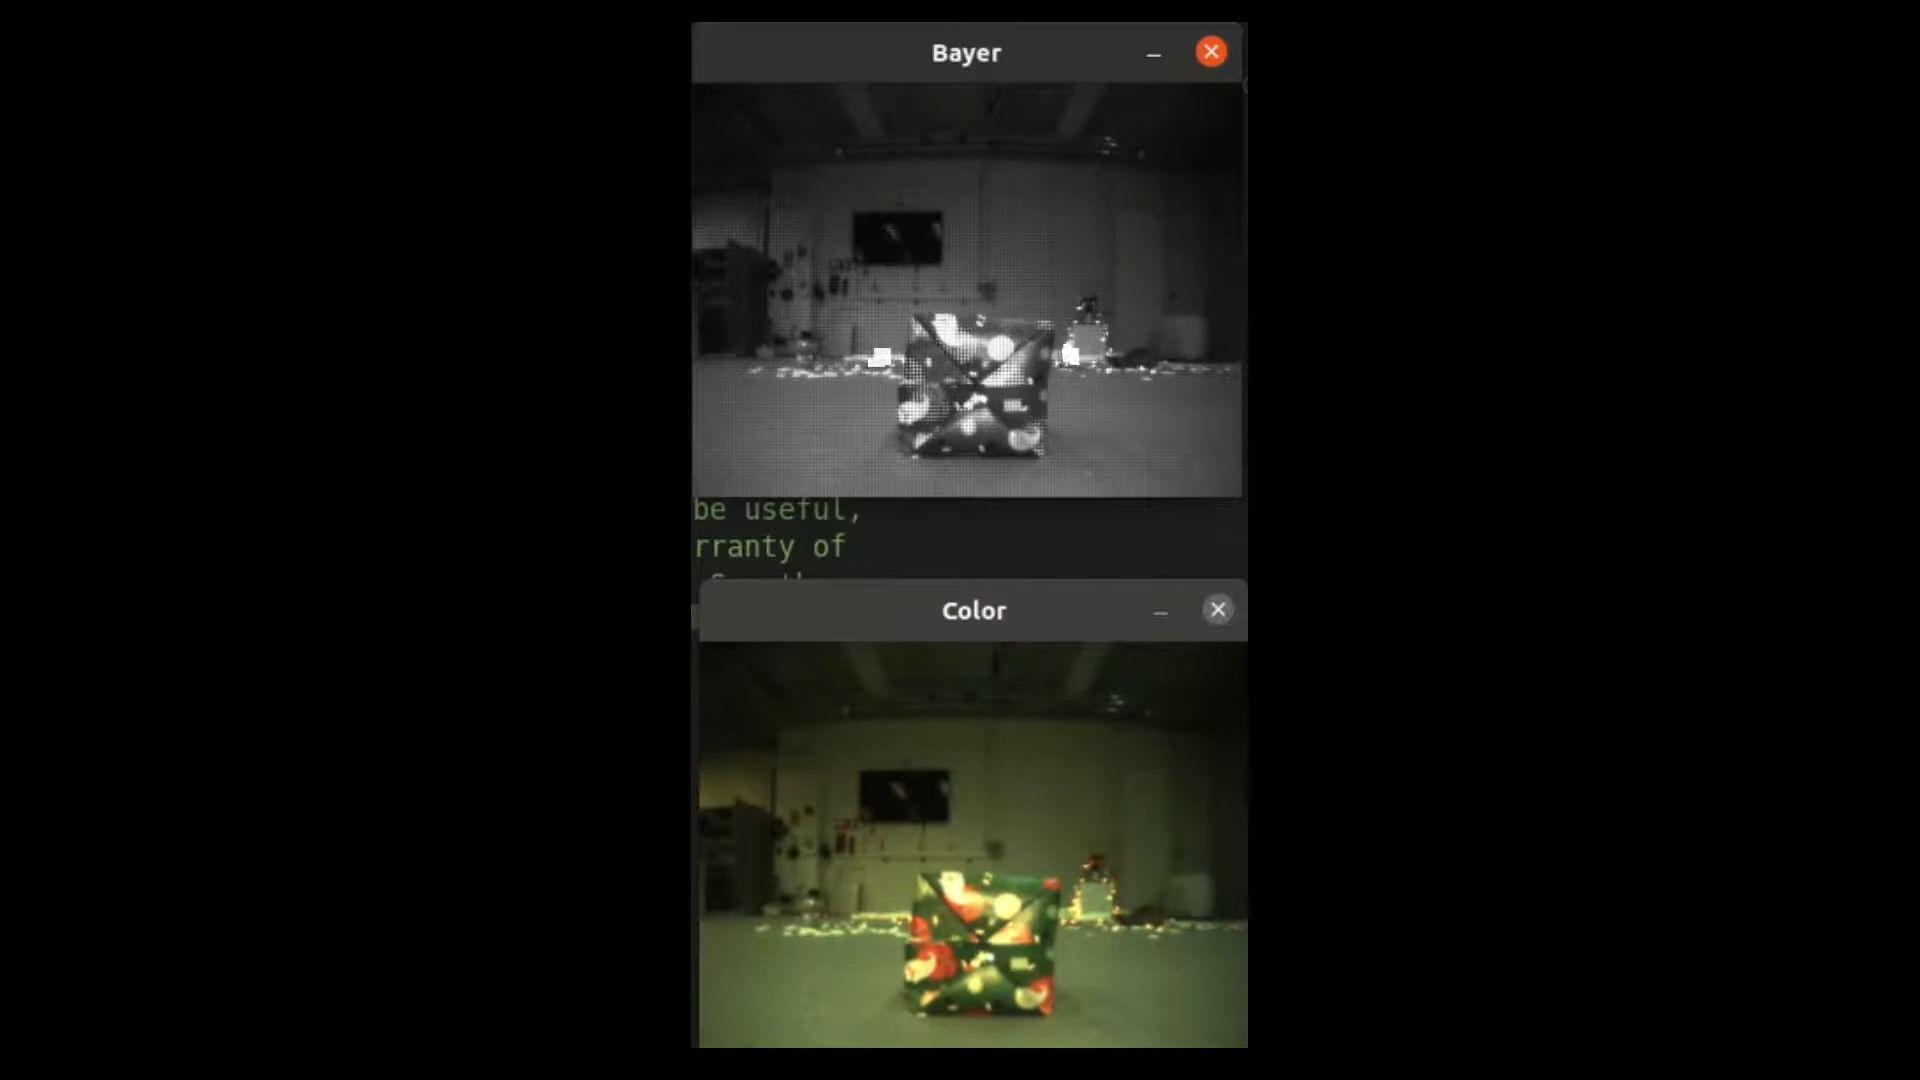 Bayer
be useful,
rranty of
Color